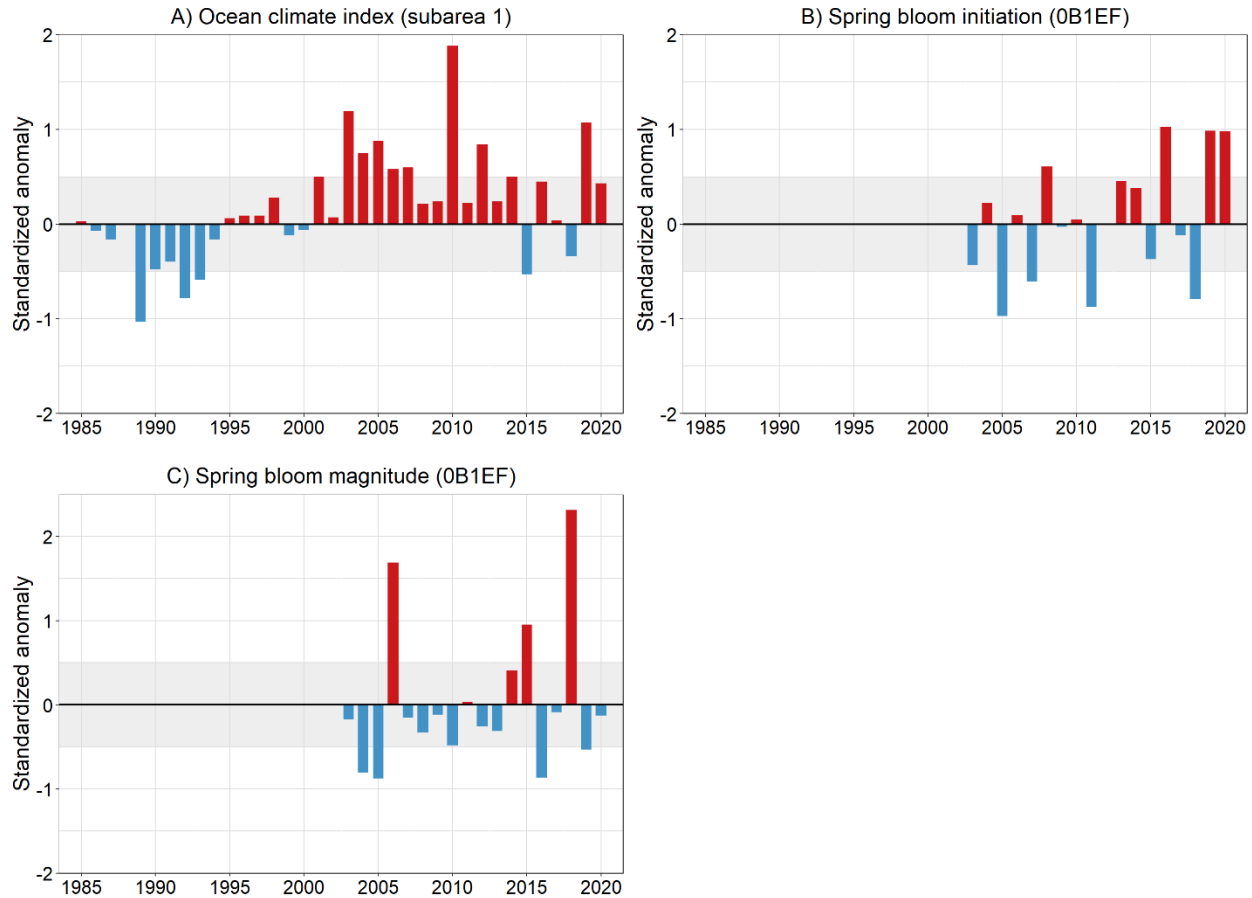 A) Ocean climate index (subarea 1)
Standardized anomaly
2
1
0
-1
-2
1985 1990 1995 2000 2005 2010 2015 2020
B) Spring bloom initiation (0B1EF)
Standardized anomaly
2
1
0
-1
-2
1985 1990 1995 2000 2005 2010 2015 2020
C) Spring bloom magnitude (0B1EF)
Standardized anomaly
2
1
0
-1
-2
1985 1990 1995 2000 2005 2010 2015 2020